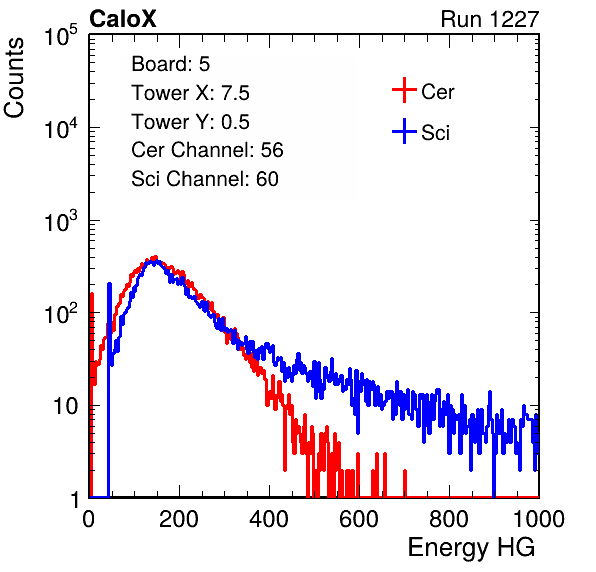 CaloX Run 1227
Board: 5
Tower X: 7.5
Tower Y: 0.5
Cer Channel: 56
Sci Channel: 60
Cer
Sci
Counts
10^5
10^4
10^3
10^2
10
1
0 200 400 600 800 1000
Energy HG